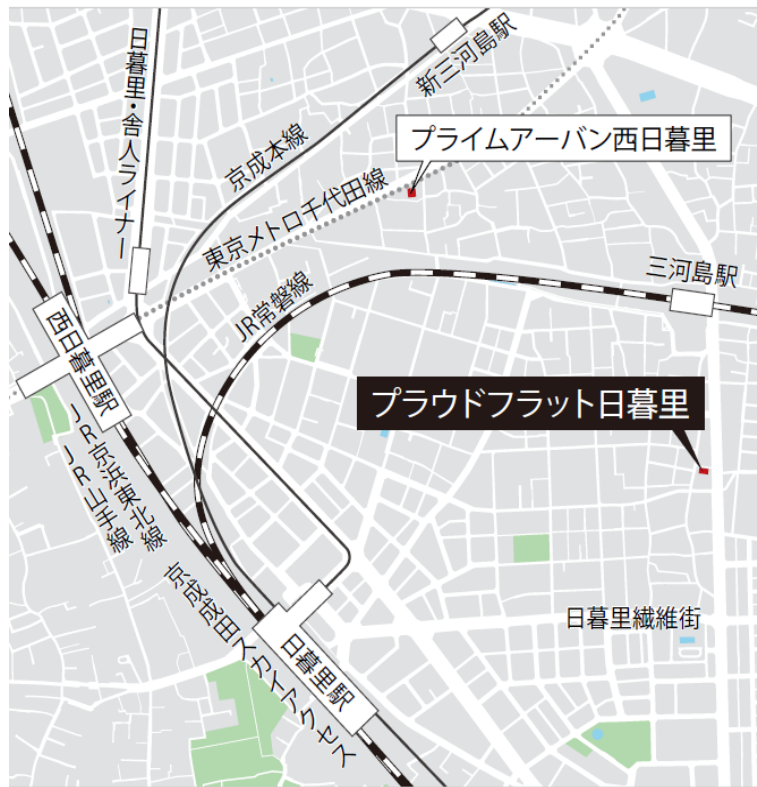 新三河島駅
日暮里・舎人ライナー
京成本線
プライムアーバン西日暮里
東京メトロ千代田線
三河島駅
JR常磐線
西日暮里駅
プラウドフラット日暮里
JR京浜東北線
JR山手線
京成成田スカイアクセス
日暮里繊維街
日暮里駅